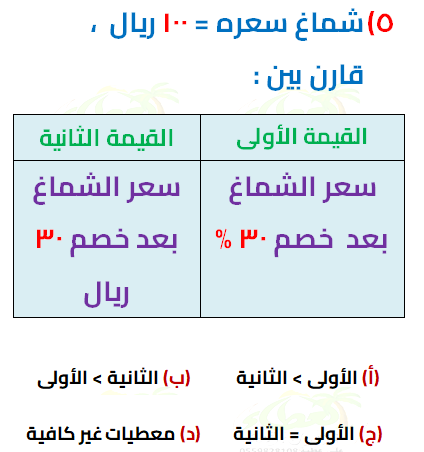 ٥) شماغ سعره = ١٠٠ ريال ،
قارن بين :
القيمة الأولى
القيمة الثانية
سعر الشماغ
بعد خصم ٣٠ %
سعر الشماغ
بعد خصم ٣٠
ريال
(أ) الأولى > الثانية
(ب) الثانية > الأولى
(ج) الأولى = الثانية
(د) معطيات غير كافية